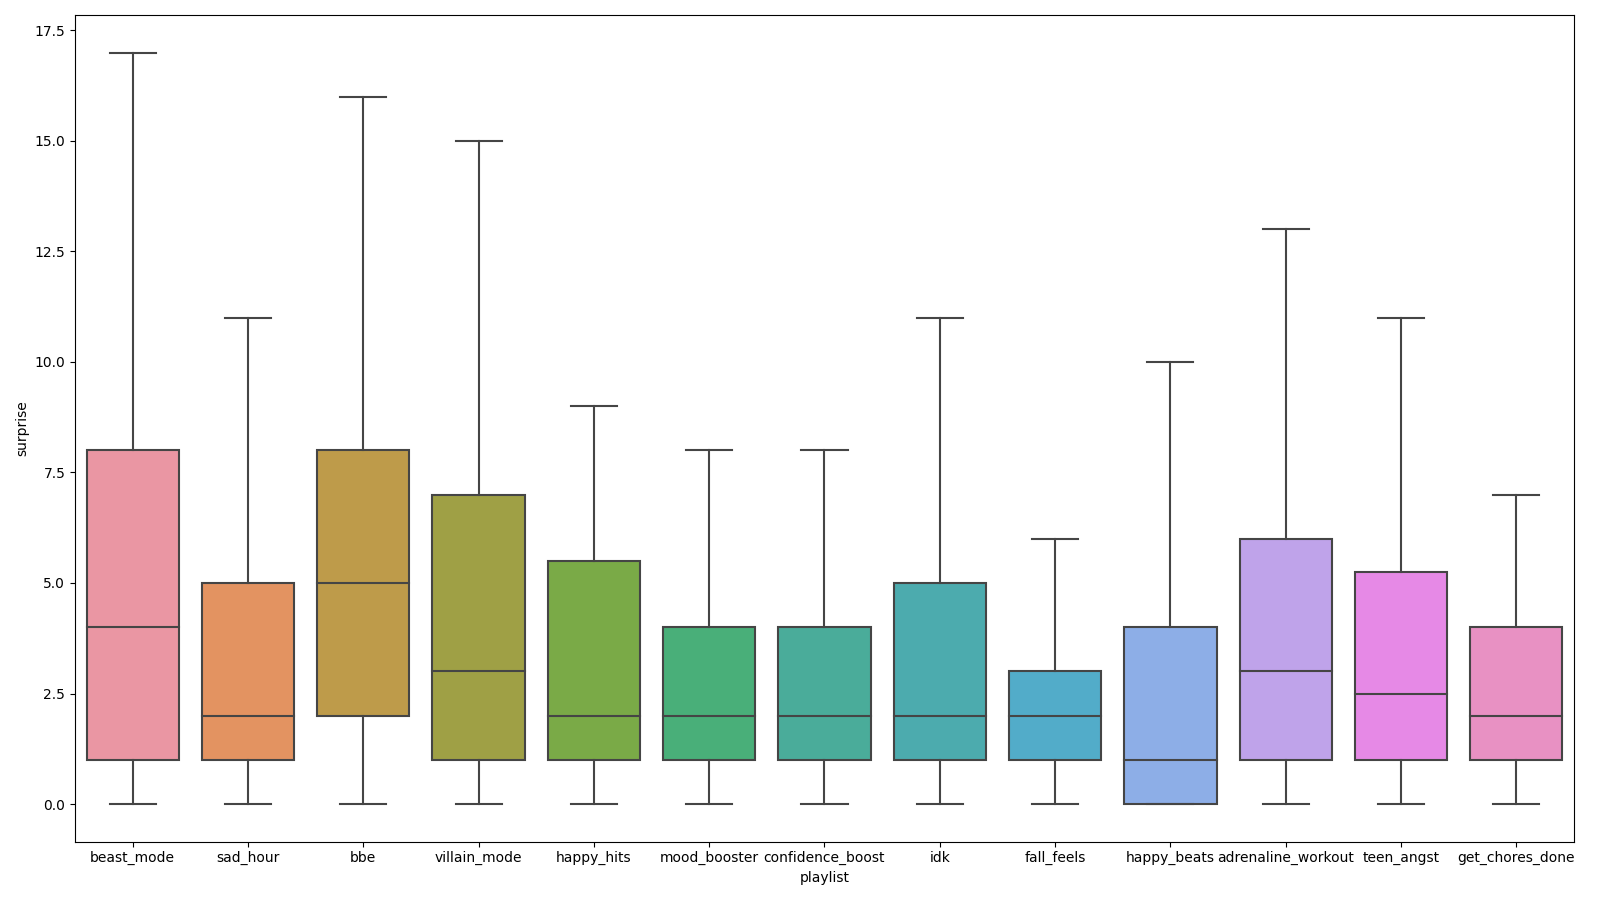 17.5
15.0
12.5
10.0
7.5
5.0
2.5
0.0
surprise
beast_mode sad_hour bbe villain_mode happy_hits mood_booster confidence_boost idk fall_feels happy_beats adrenaline_workout teen_angst get_chores_done
playlist